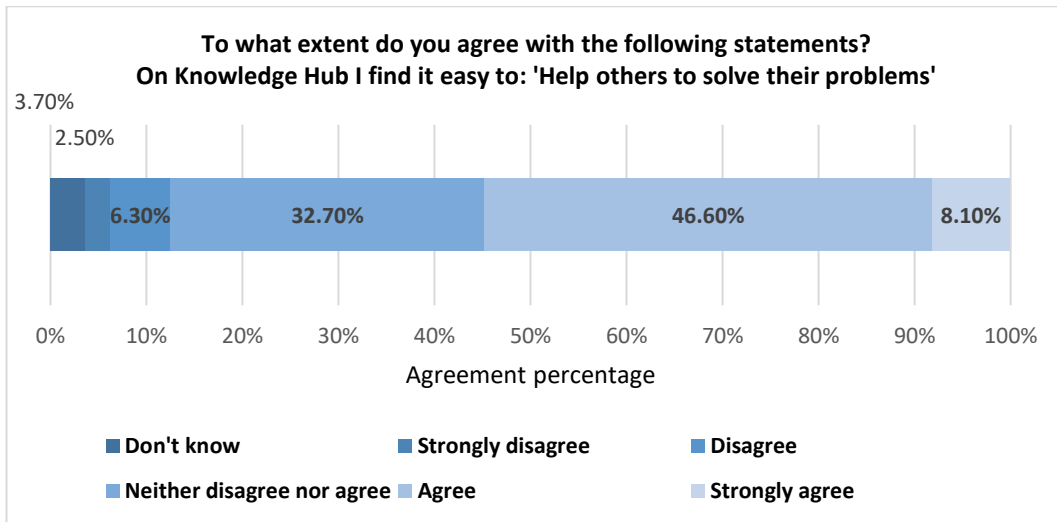 To what extent do you agree with the following statements?
On Knowledge Hub I find it easy to: 'Help others to solve their problems'
3.70%
2.50%
6.30%
32.70%
46.60%
8.10%
0% 10% 20% 30% 40% 50% 60% 70% 80% 90% 100%
Agreement percentage
Don't know Strongly disagree Disagree
Neither disagree nor agree Agree Strongly agree